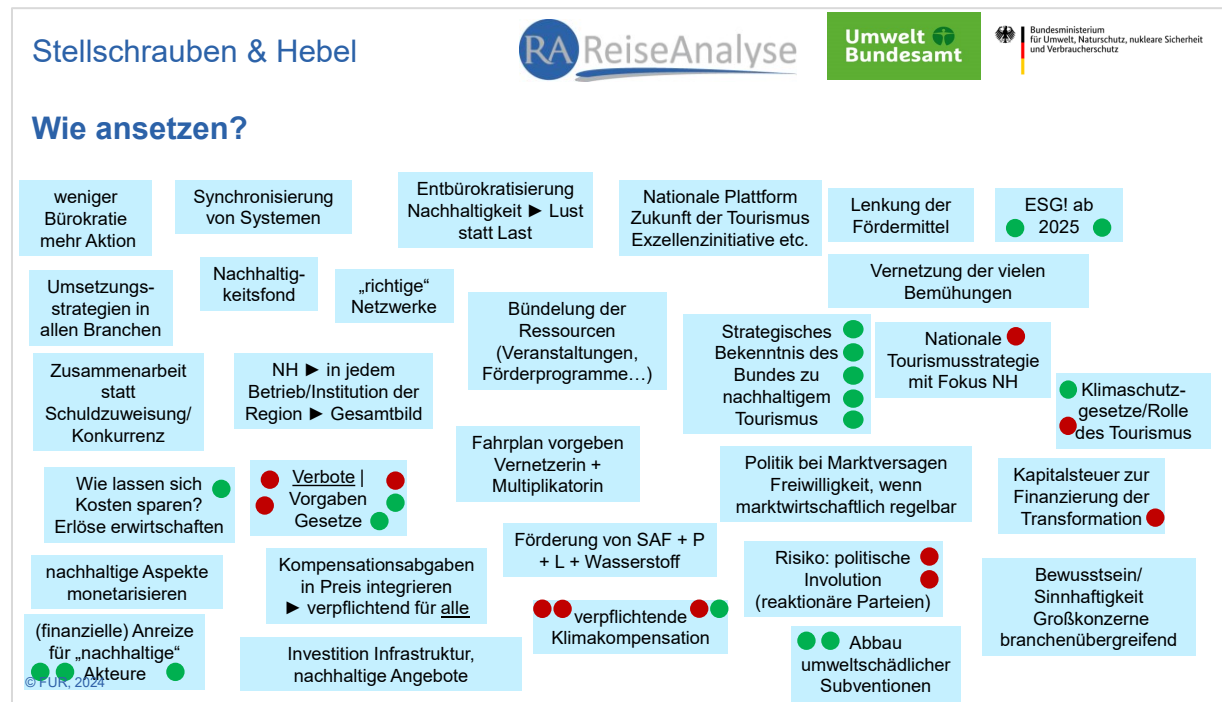 Stellschrauben & Hebel
RA ReiseAnalyse
Umwelt
Bundesamt
Bundesministerium
für Umwelt, Naturschutz, nukleare Sicherheit
und Verbraucherschutz
Wie ansetzen?
weniger
Bürokratie
mehr Aktion
Synchronisierung
von Systemen
Entbürokratisierung
Nachhaltigkeit ► Lust
statt Last
Nationale Plattform
Zukunft der Tourismus
Exzellenzinitiative etc.
Lenkung der
Fördermittel
ESG! ab
2025
Umsetzungs-
strategien in
allen Branchen
Nachhaltig-
keitsfond
„richtige“
Netzwerke
Bündelung der
Ressourcen
(Veranstaltungen,
Förderprogramme…)
Vernetzung der vielen
Bemühungen
Strategisches
Bekenntnis des
Bundes zu
nachhaltigem
Tourismus
Nationale
Tourismusstrategie
mit Fokus NH
Klimaschutz-
gesetze/Rolle
des Tourismus
Zusammenarbeit
statt
Schuldzuweisung/
Konkurrenz
NH ► in jedem
Betrieb/Institution der
Region ► Gesamtbild
Fahrplan vorgeben
Vernetzerin +
Multiplikatorin
Politik bei Marktversagen
Freiwilligkeit, wenn
marktwirtschaftlich regelbar
Kapitalsteuer zur
Finanzierung der
Transformation
Wie lassen sich
Kosten sparen?
Erlöse erwirtschaften
Verbote |
Vorgaben
Gesetze
Förderung von SAF + P
+ L + Wasserstoff
Risiko: politische
Involution
(reaktionäre Parteien)
Bewusstsein/
Sinnhaftigkeit
Großkonzerne
branchenübergreifend
nachhaltige Aspekte
monetarisieren
Kompensationsabgaben
in Preis integrieren
► verpflichtend für alle
verpflichtende
Klimakompensation
(finanzielle) Anreize
für „nachhaltige“
Akteure
Investition Infrastruktur,
nachhaltige Angebote
Abbau
umweltschädlicher
Subventionen
© FUR, 2024